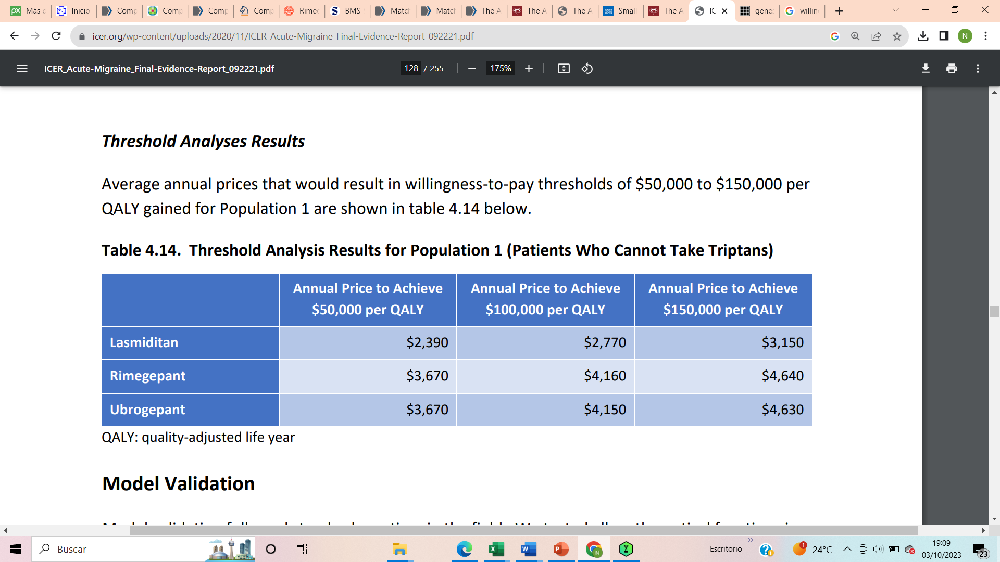 Más
Inicio
Comp
Comp
Comp
Comp
Rimeg
BMS-
Match
Match
The A
The A
The A
Small
The A
IC
gene
willin
icer.org/wp-content/uploads/2020/11/ICER_Acute-Migraine_Final-Evidence-Report_092221.pdf
N
ICER_Acute-Migraine_Final-Evidence-Report_092221.pdf
128 / 255
175%
Threshold Analyses Results
Average annual prices that would result in willingness-to-pay thresholds of $50,000 to $150,000 per
QALY gained for Population 1 are shown in table 4.14 below.
Table 4.14. Threshold Analysis Results for Population 1 (Patients Who Cannot Take Triptans)
Annual Price to Achieve $50,000 per QALY
Annual Price to Achieve $100,000 per QALY
Annual Price to Achieve $150,000 per QALY
Lasmiditan $2,390 $2,770 $3,150
Rimegepant $3,670 $4,160 $4,640
Ubrogepant $3,670 $4,150 $4,630
QALY: quality-adjusted life year
Model Validation
Buscar
Escritorio
24°C
19:09
03/10/2023
23